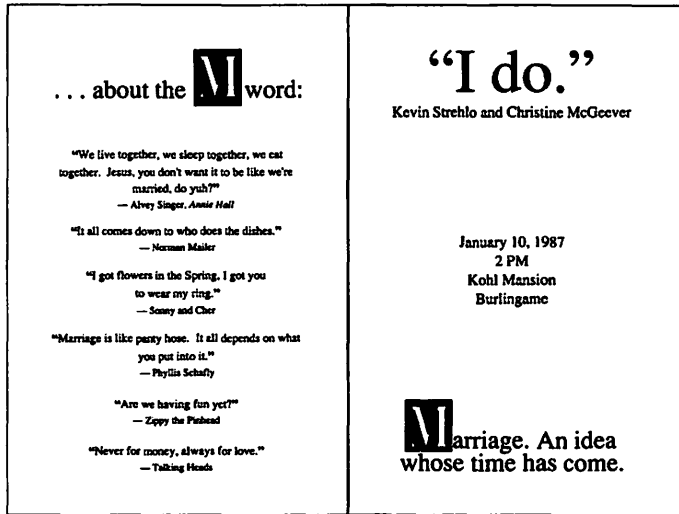 . . . about the M word:
“We live together, we sleep together, we eat
together. Jesus, you don't want it to be like we're
married, do yuh?”
— Alvey Singer, Annie Hall
“It all comes down to who does the dishes.”
— Norman Mailer
“I got flowers in the Spring, I got you
to wear my ring.”
— Sonny and Cher
“Marriage is like panty hose. It all depends on what
you put into it.”
— Phyllis Schafly
“Are we having fun yet?”
— Zippy the Pinhead
“Never for money, always for love.”
— Talking Heads
“I do.”
Kevin Strehlo and Christine McGeever
January 10, 1987
2 PM
Kohl Mansion
Burlingame
Marriage. An idea
whose time has come.